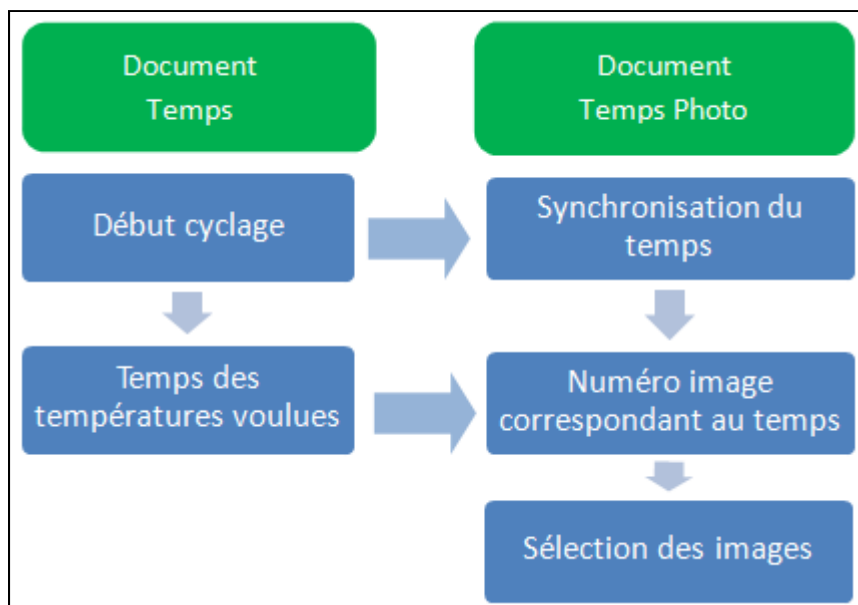 Document
Temps
Document
Temps Photo
Début cyclage
Synchronisation du
temps
Temps des
températures voulues
Numéro image
correspondant au temps
Sélection des images